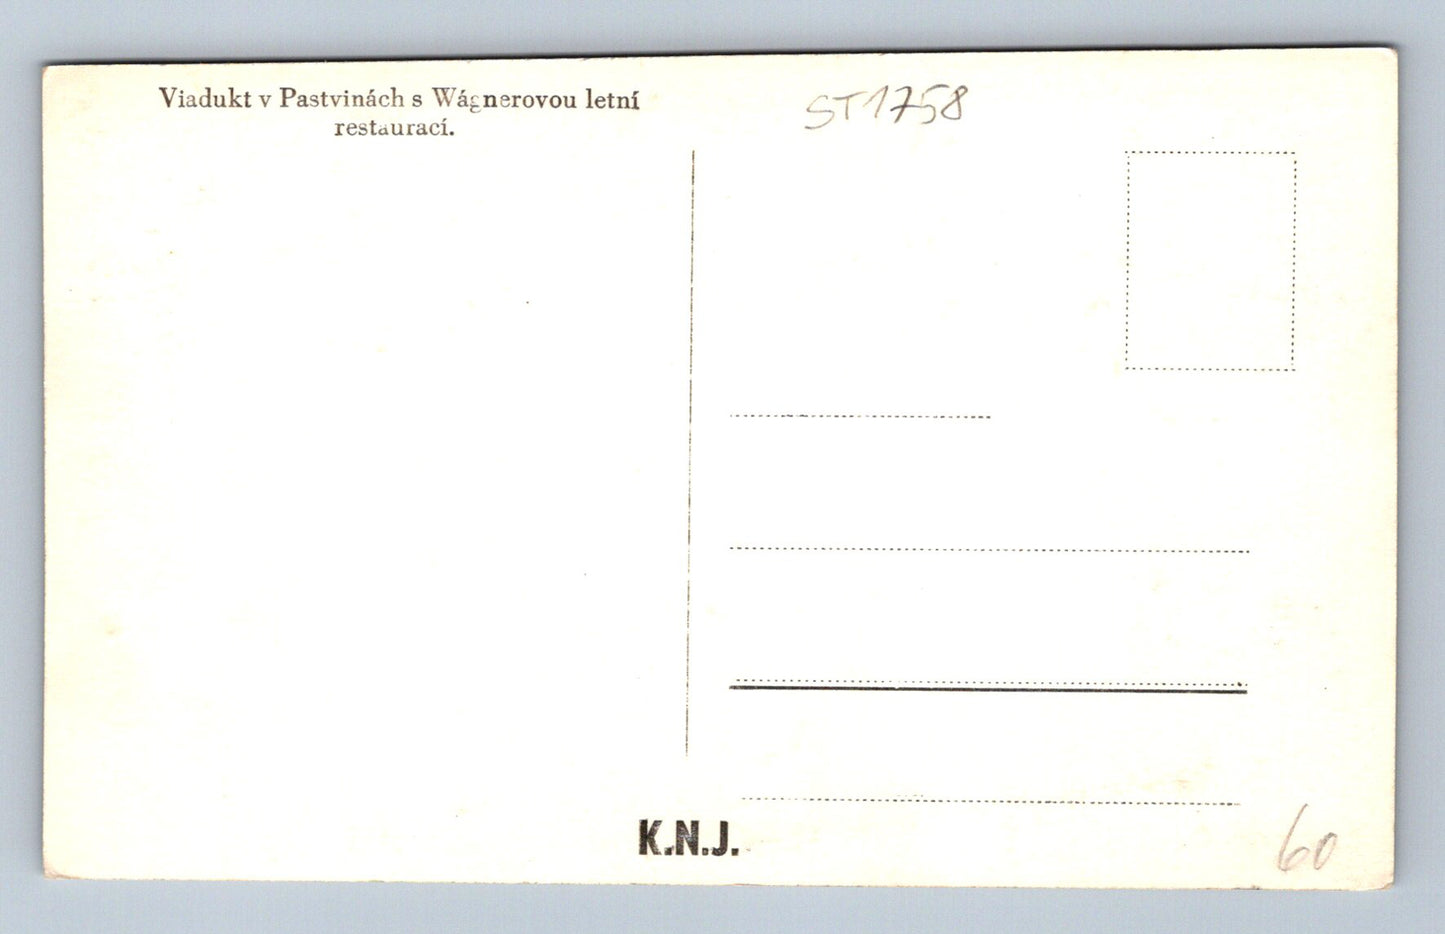 Viadukt v Pastvinách s Wágnerovou letní
restaurací.
ST1758
K.N.J.
60